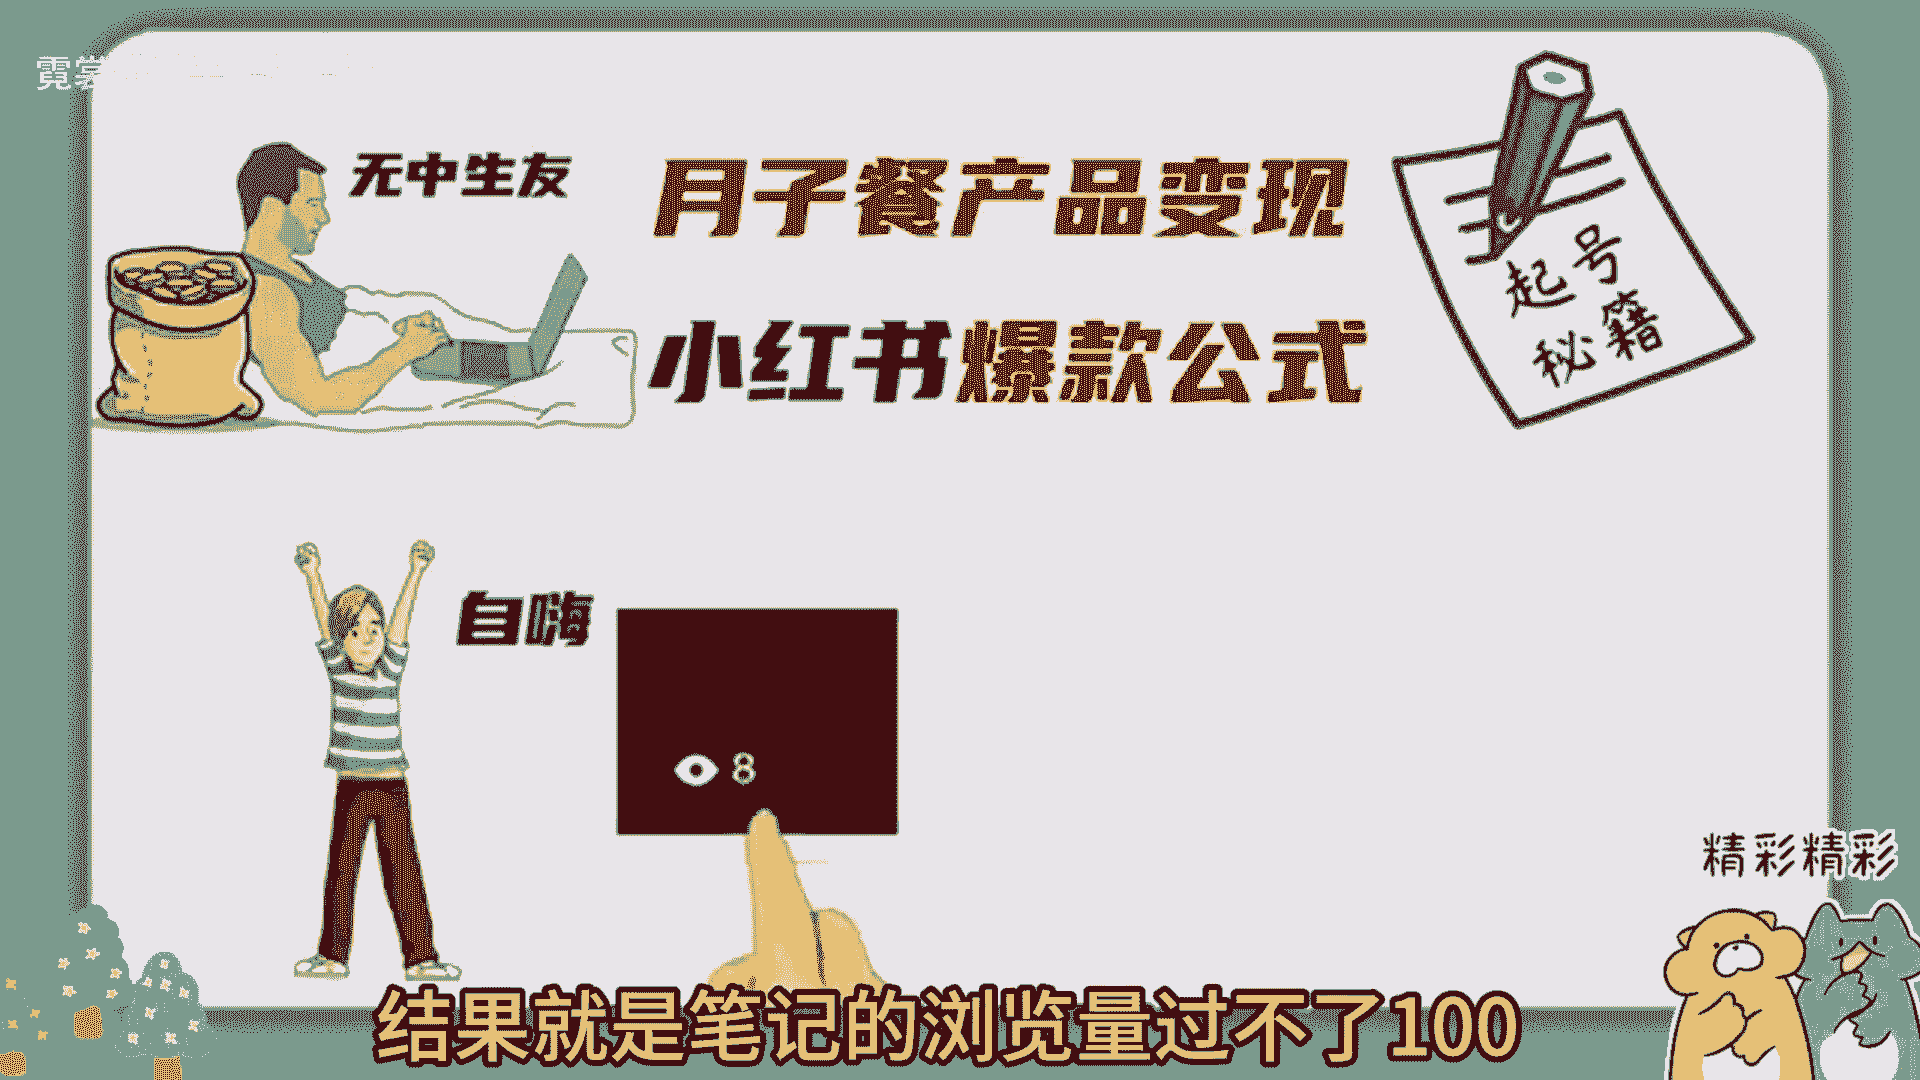 霓裳
无中生友
月子餐产品变现
小红书爆款公式
起号
秘籍
自嗨
8
精彩精彩
结果就是笔记的浏览量过不了100